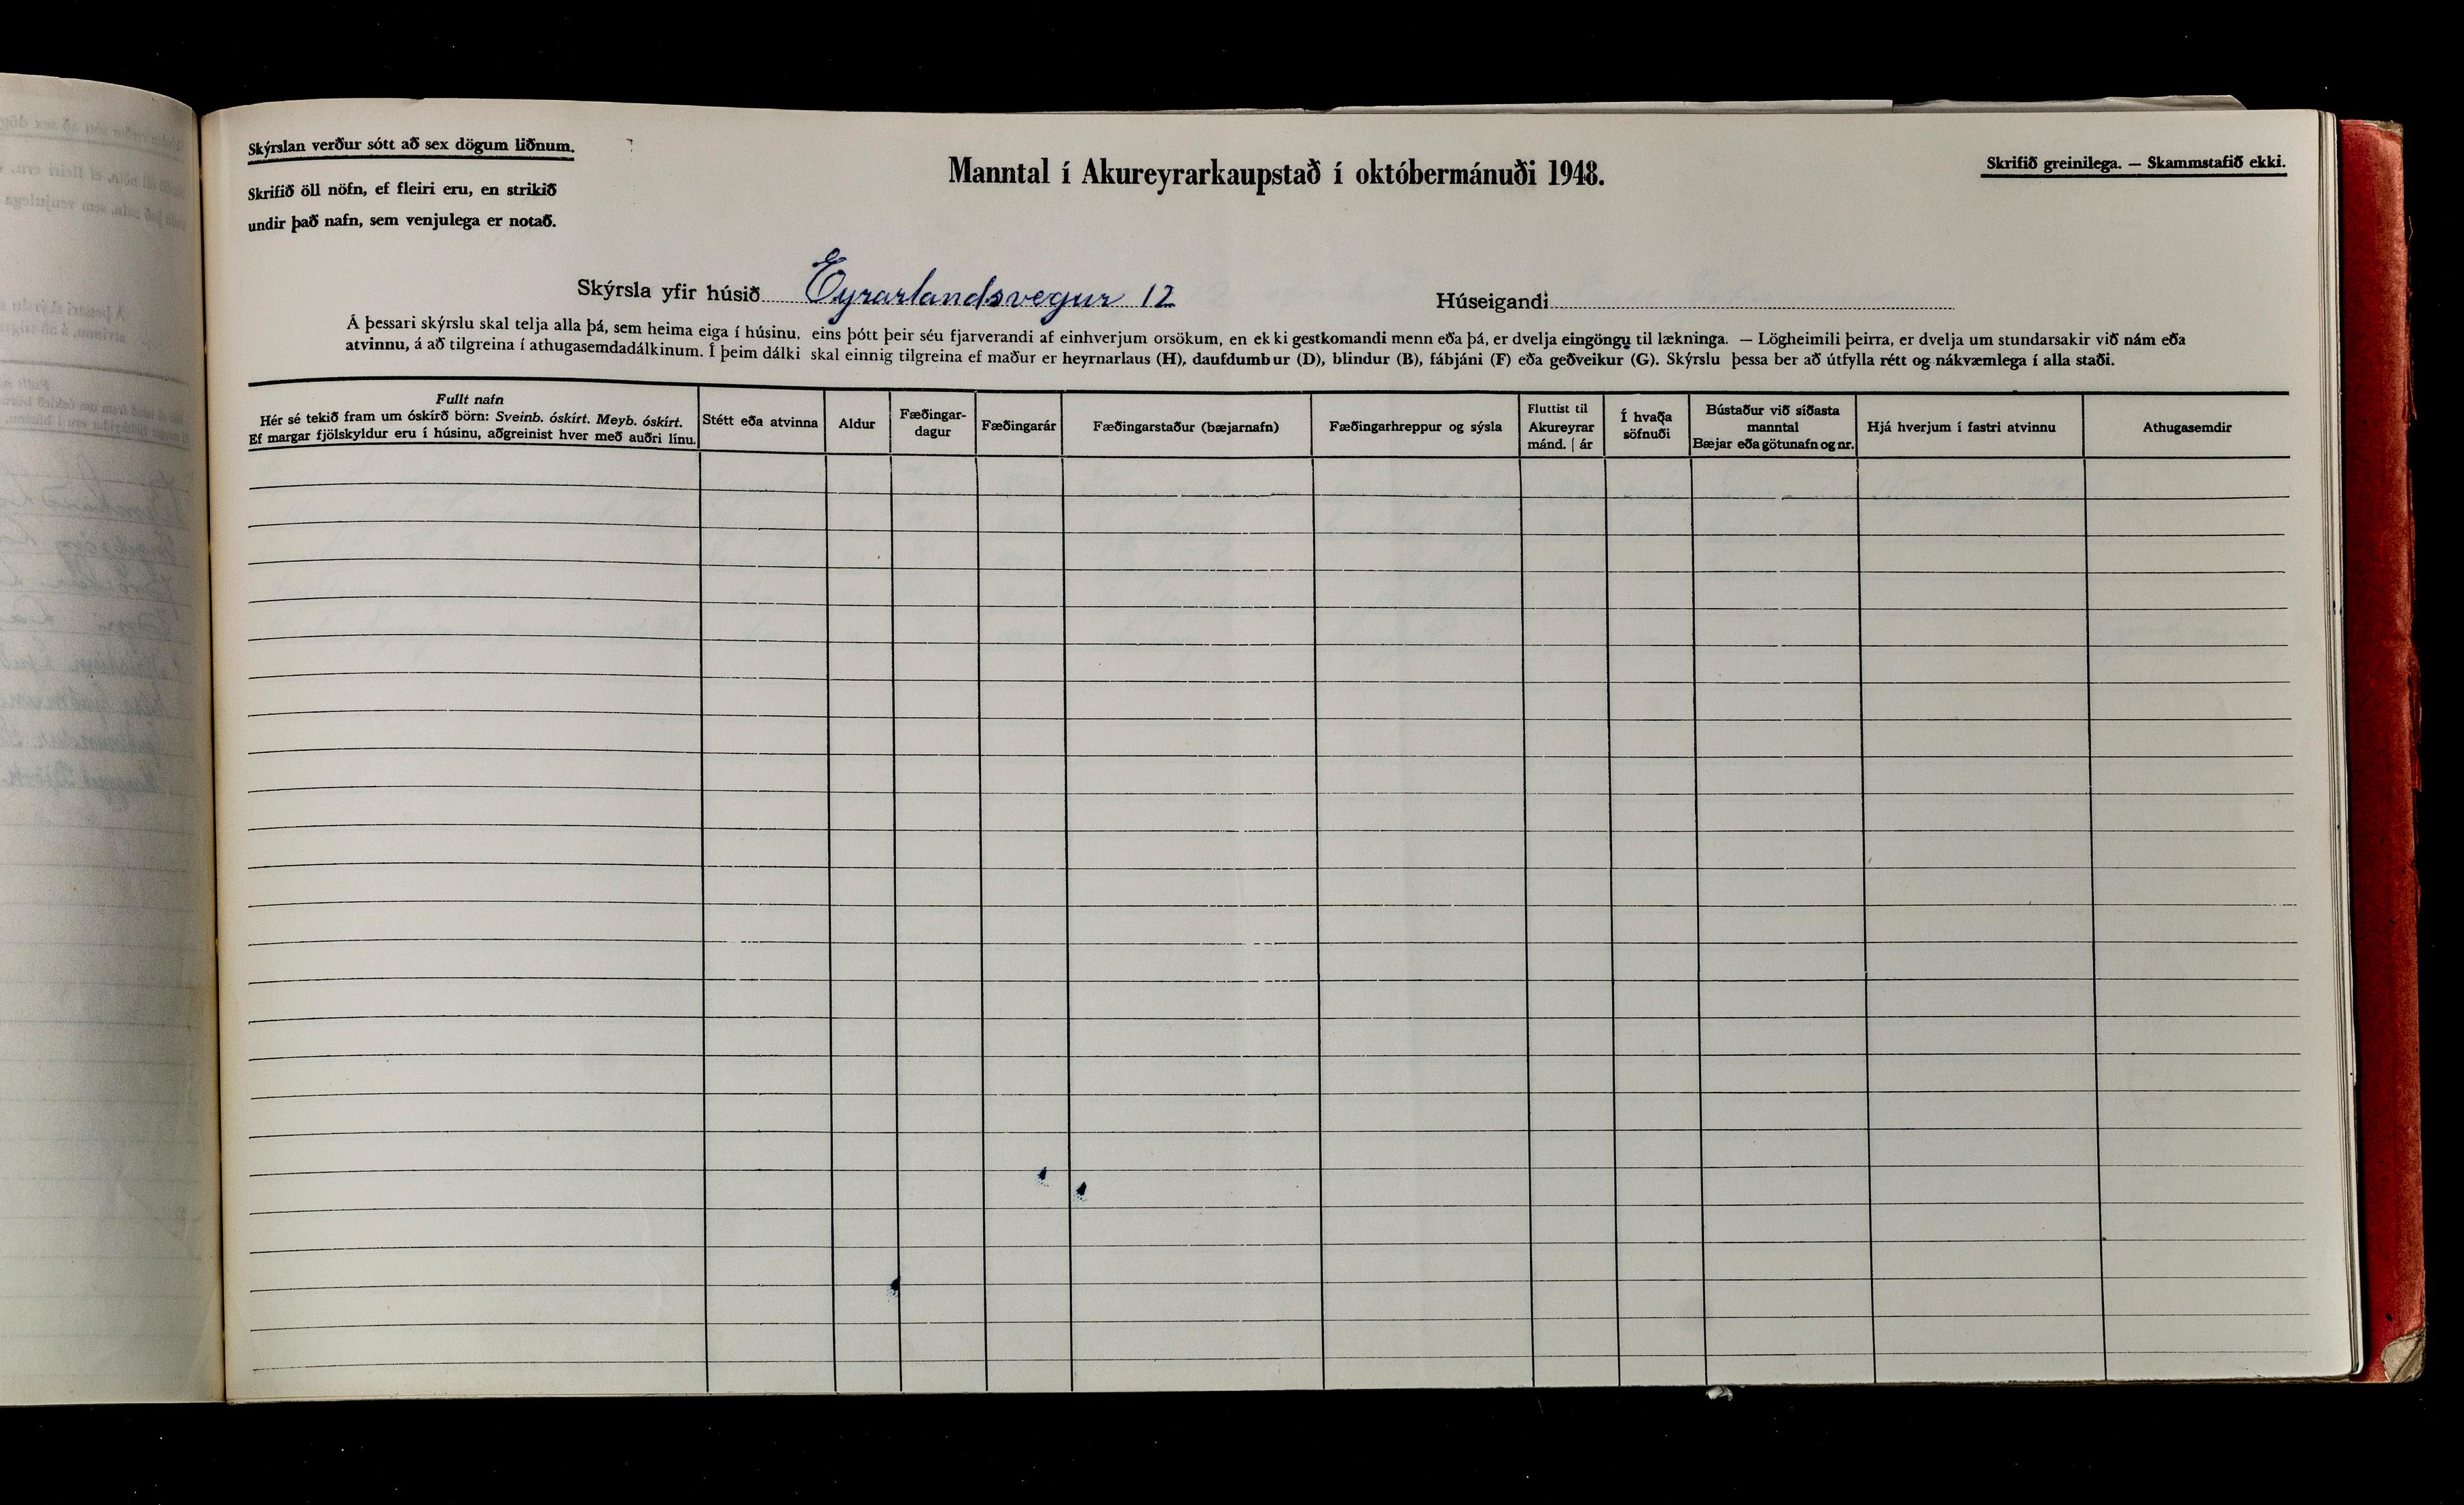 Skýrslan verður sótt að sex dögum liðnum.
Skrifið öll nöfn, ef fleiri eru, en strikið
undir það nafn, sem venjulega er notað.
Manntal í Akureyrarkaupstað í októbermánuði 1948.
Skrifið greinilega. — Skammstafið ekki.
Skýrsla yfir húsið Eyrarlandsvegur 12
Húseigandi
Á þessari skýrslu skal telja alla þá, sem heima eiga í húsinu, eins þótt þeir séu fjarverandi af einhverjum orsökum, en ekki gestkomandi menn eða þá, er dvelja eingöngu til lækninga. — Lögheimili þeirra, er dvelja um stundarsakir við nám eða
atvinnu, á að tilgreina í athugasemdadálkinum. Í þeim dálki skal einnig tilgreina ef maður er heyrnarlaus (H), daufdumbur (D), blindur (B), fábjáni (F) eða geðveikur (G). Skýrslu þessa ber að útfylla rétt og nákvæmlega í alla staði.
Fullt nafn
Hér sé tekið fram um óskírð börn: Sveinb. óskírt. Meyb. óskírt.
Ef margar fjölskyldur eru í húsinu, aðgreinist hver með auðri línu.
Stétt eða atvinna
Aldur
Fæðingar-
dagur
Fæðingarár
Fæðingarstaður (bæjarnafn)
Fæðingarhreppur og sýsla
Fluttist til
Akureyrar
mánd. | ár
Í hvaða
söfnuði
Bústaður við síðasta
manntal
Bæjar eða götunafn og nr.
Hjá hverjum í fastri atvinnu
Athugasemdir